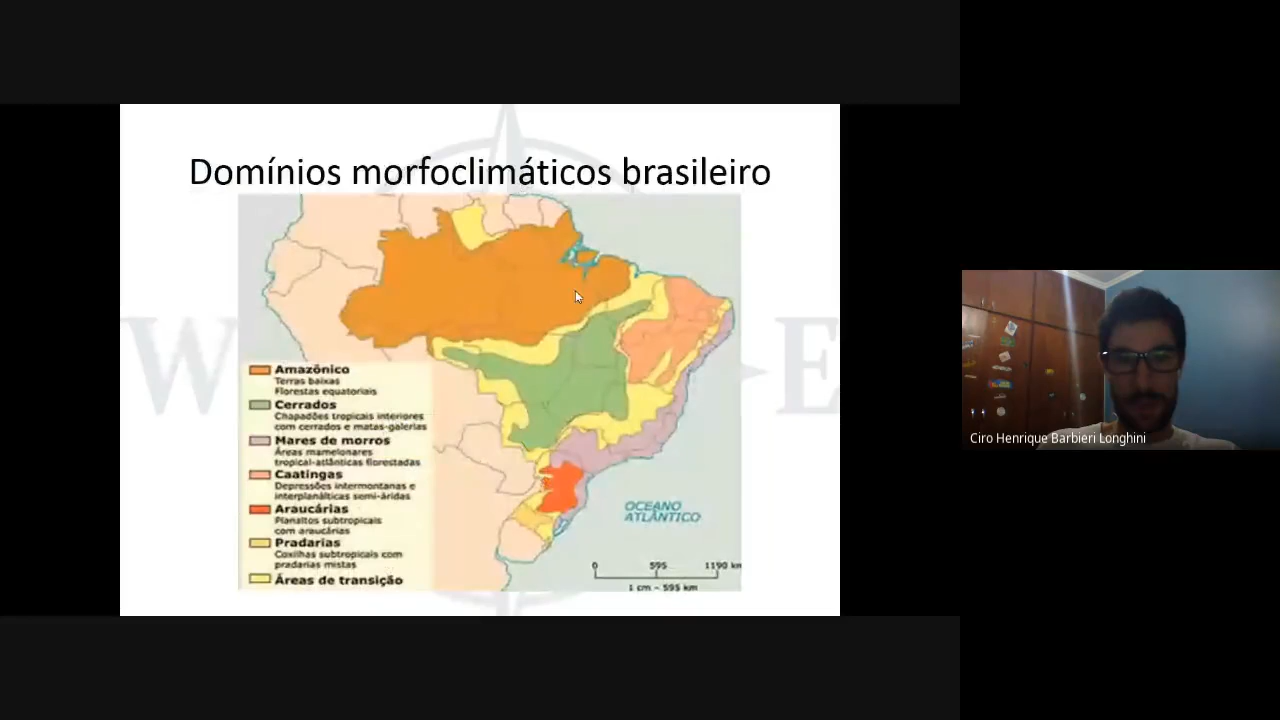 Domínios morfoclimáticos brasileiro
W
E
Amazônico
Terras baixas
Florestas equatoriais
Cerrados
Chapadões tropicais interiores
com cerrados e matas-galerias
Mares de morros
Áreas mamelonares
tropical-atlânticas florestadas
Caatingas
Depressões intermontanas e
interplanálticas semi-áridas
Araucárias
Planaltos subtropicais
com araucárias
Pradarias
Coxilhas subtropicais com
pradarias mistas
Áreas de transição
OCEANO
ATLÂNTICO
0 595 1190 km
1 cm – 595 km
Ciro Henrique Barbieri Longhini